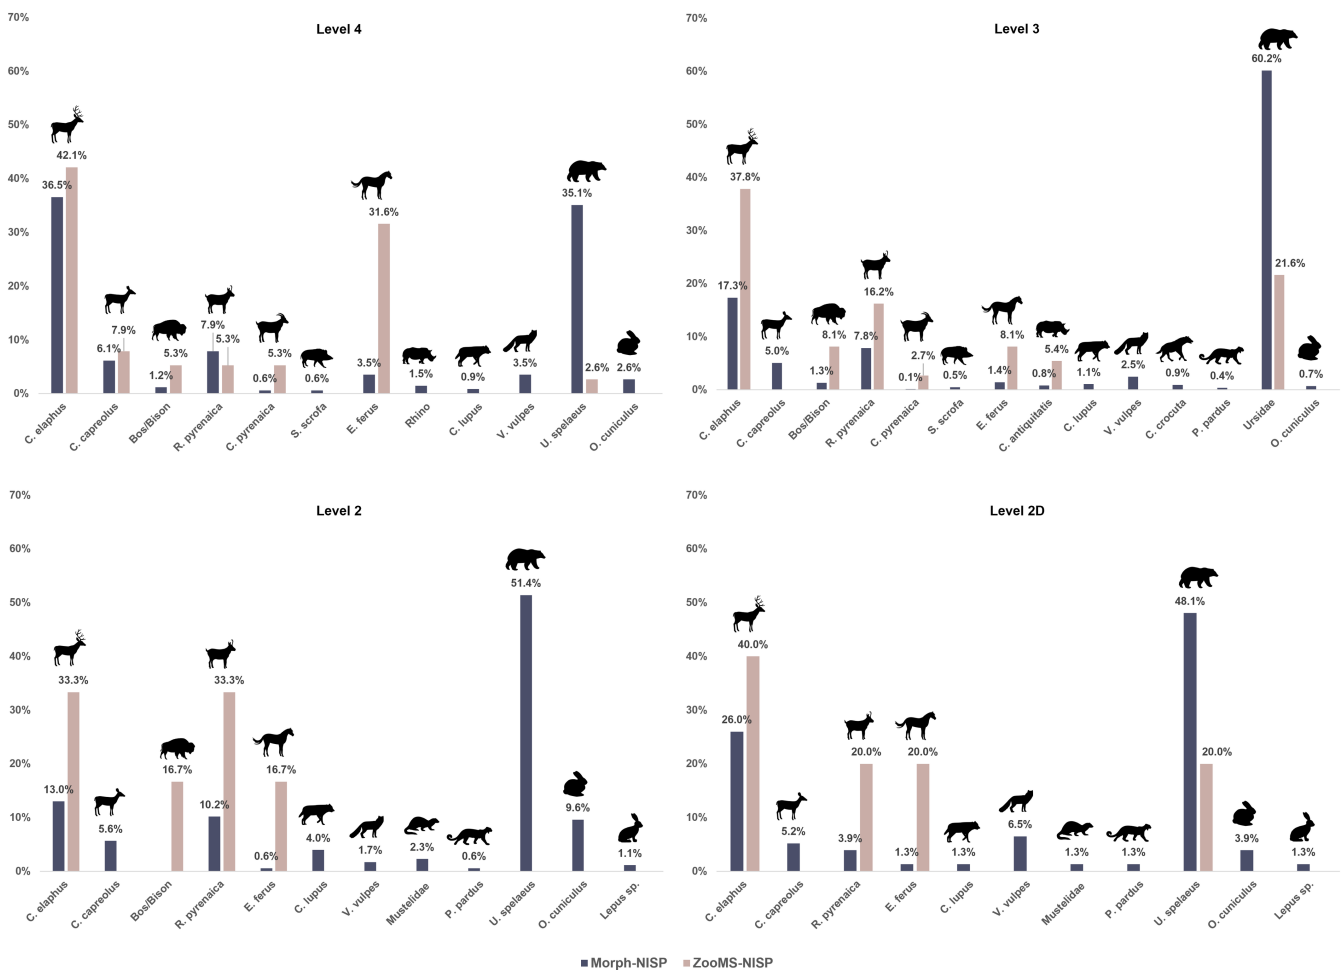 Level 4
70%
60%
50%
40%
30%
20%
10%
0%
36.5%
42.1%
6.1%
7.9%
1.2%
5.3%
7.9%
5.3%
0.6%
5.3%
0.6%
3.5%
31.6%
1.5%
0.9%
3.5%
35.1%
2.6%
2.6%
C. elaphus
C. capreolus
Bos/Bison
R. pyrenaica
C. pyrenaica
S. scrofa
E. ferus
Rhino
C. lupus
V. vulpes
U. spelaeus
O. cuniculus
Level 3
70%
60%
50%
40%
30%
20%
10%
0%
17.3%
37.8%
5.0%
1.3%
8.1%
7.8%
16.2%
0.1%
2.7%
0.5%
1.4%
8.1%
0.8%
5.4%
1.1%
2.5%
0.9%
0.4%
60.2%
21.6%
0.7%
C. elaphus
C. capreolus
Bos/Bison
R. pyrenaica
C. pyrenaica
S. scrofa
E. ferus
C. antiquitatis
C. lupus
V. vulpes
C. crocuta
P. pardus
Ursidae
O. cuniculus
Level 2
70%
60%
50%
40%
30%
20%
10%
0%
13.0%
33.3%
5.6%
16.7%
10.2%
33.3%
0.6%
16.7%
4.0%
1.7%
2.3%
0.6%
51.4%
9.6%
1.1%
C. elaphus
C. capreolus
Bos/Bison
R. pyrenaica
E. ferus
C. lupus
V. vulpes
Mustelidae
P. pardus
U. spelaeus
O. cuniculus
Lepus sp.
Level 2D
70%
60%
50%
40%
30%
20%
10%
0%
26.0%
40.0%
5.2%
3.9%
20.0%
1.3%
20.0%
1.3%
6.5%
1.3%
1.3%
48.1%
20.0%
3.9%
1.3%
C. elaphus
C. capreolus
R. pyrenaica
E. ferus
C. lupus
V. vulpes
Mustelidae
P. pardus
U. spelaeus
O. cuniculus
Lepus sp.
Morph-NISP
ZooMS-NISP